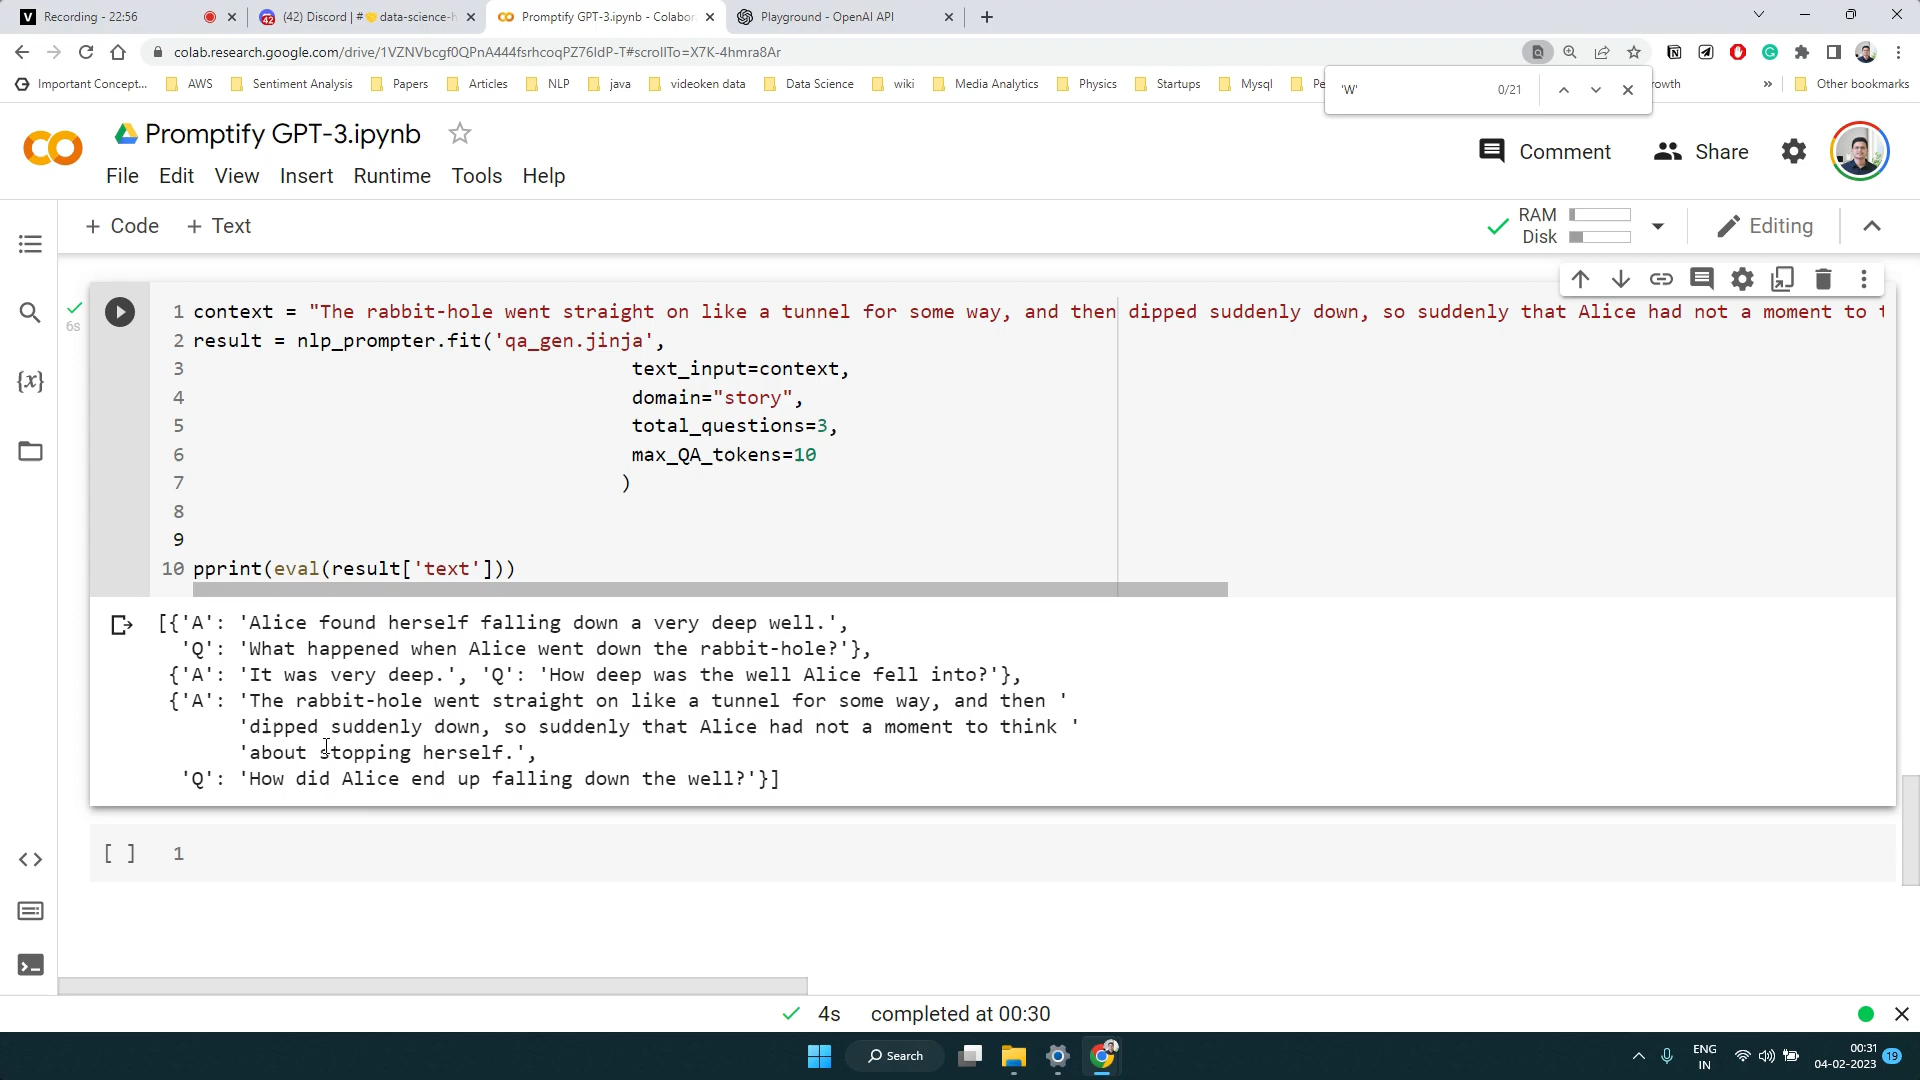 Recording - 22:56
(42) Discord | #🤝data-science-h
Promptify GPT-3.ipynb - Colabor
Playground - OpenAI API
colab.research.google.com/drive/1VZNVbcgf0QPnA444fsrhcoqPZ76IdP-T#scrollTo=X7K-4hmra8Ar
Important Concept...
AWS
Sentiment Analysis
Papers
Articles
NLP
java
videoken data
Data Science
wiki
Media Analytics
Physics
Startups
Mysql
Pe
rowth
»
Other bookmarks
'W'
0/21
Promptify GPT-3.ipynb
Comment
Share
File Edit View Insert Runtime Tools Help
+ Code + Text
RAM
Disk
Editing
6s
1 context = "The rabbit-hole went straight on like a tunnel for some way, and then dipped suddenly down, so suddenly that Alice had not a moment to t
2 result = nlp_prompter.fit('qa_gen.jinja',
3 text_input=context,
4 domain="story",
5 total_questions=3,
6 max_QA_tokens=10
7 )
8
9
10 pprint(eval(result['text']))
[{'A': 'Alice found herself falling down a very deep well.',
'Q': 'What happened when Alice went down the rabbit-hole?'},
{'A': 'It was very deep.', 'Q': 'How deep was the well Alice fell into?'},
{'A': 'The rabbit-hole went straight on like a tunnel for some way, and then '
'dipped suddenly down, so suddenly that Alice had not a moment to think '
'about stopping herself.',
'Q': 'How did Alice end up falling down the well?'}]
[ ] 1
4s completed at 00:30
Search
ENG
IN
00:31
04-02-2023
19